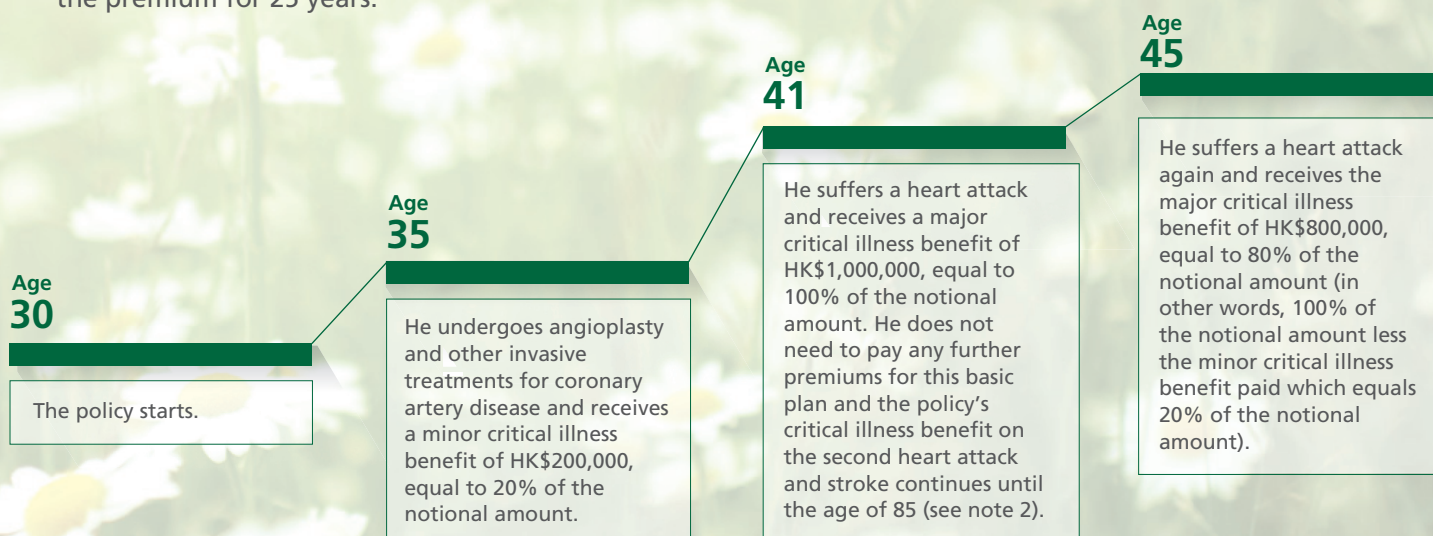 the premium for 25 years.
Age
30
The policy starts.
Age
35
He undergoes angioplasty
and other invasive
treatments for coronary
artery disease and receives
a minor critical illness
benefit of HK$200,000,
equal to 20% of the
notional amount.
Age
41
He suffers a heart attack
and receives a major
critical illness benefit of
HK$1,000,000, equal to
100% of the notional
amount. He does not
need to pay any further
premiums for this basic
plan and the policy's
critical illness benefit on
the second heart attack
and stroke continues until
the age of 85 (see note 2).
Age
45
He suffers a heart attack
again and receives the
major critical illness
benefit of HK$800,000,
equal to 80% of the
notional amount (in
other words, 100% of
the notional amount less
the minor critical illness
benefit paid which equals
20% of the notional
amount).